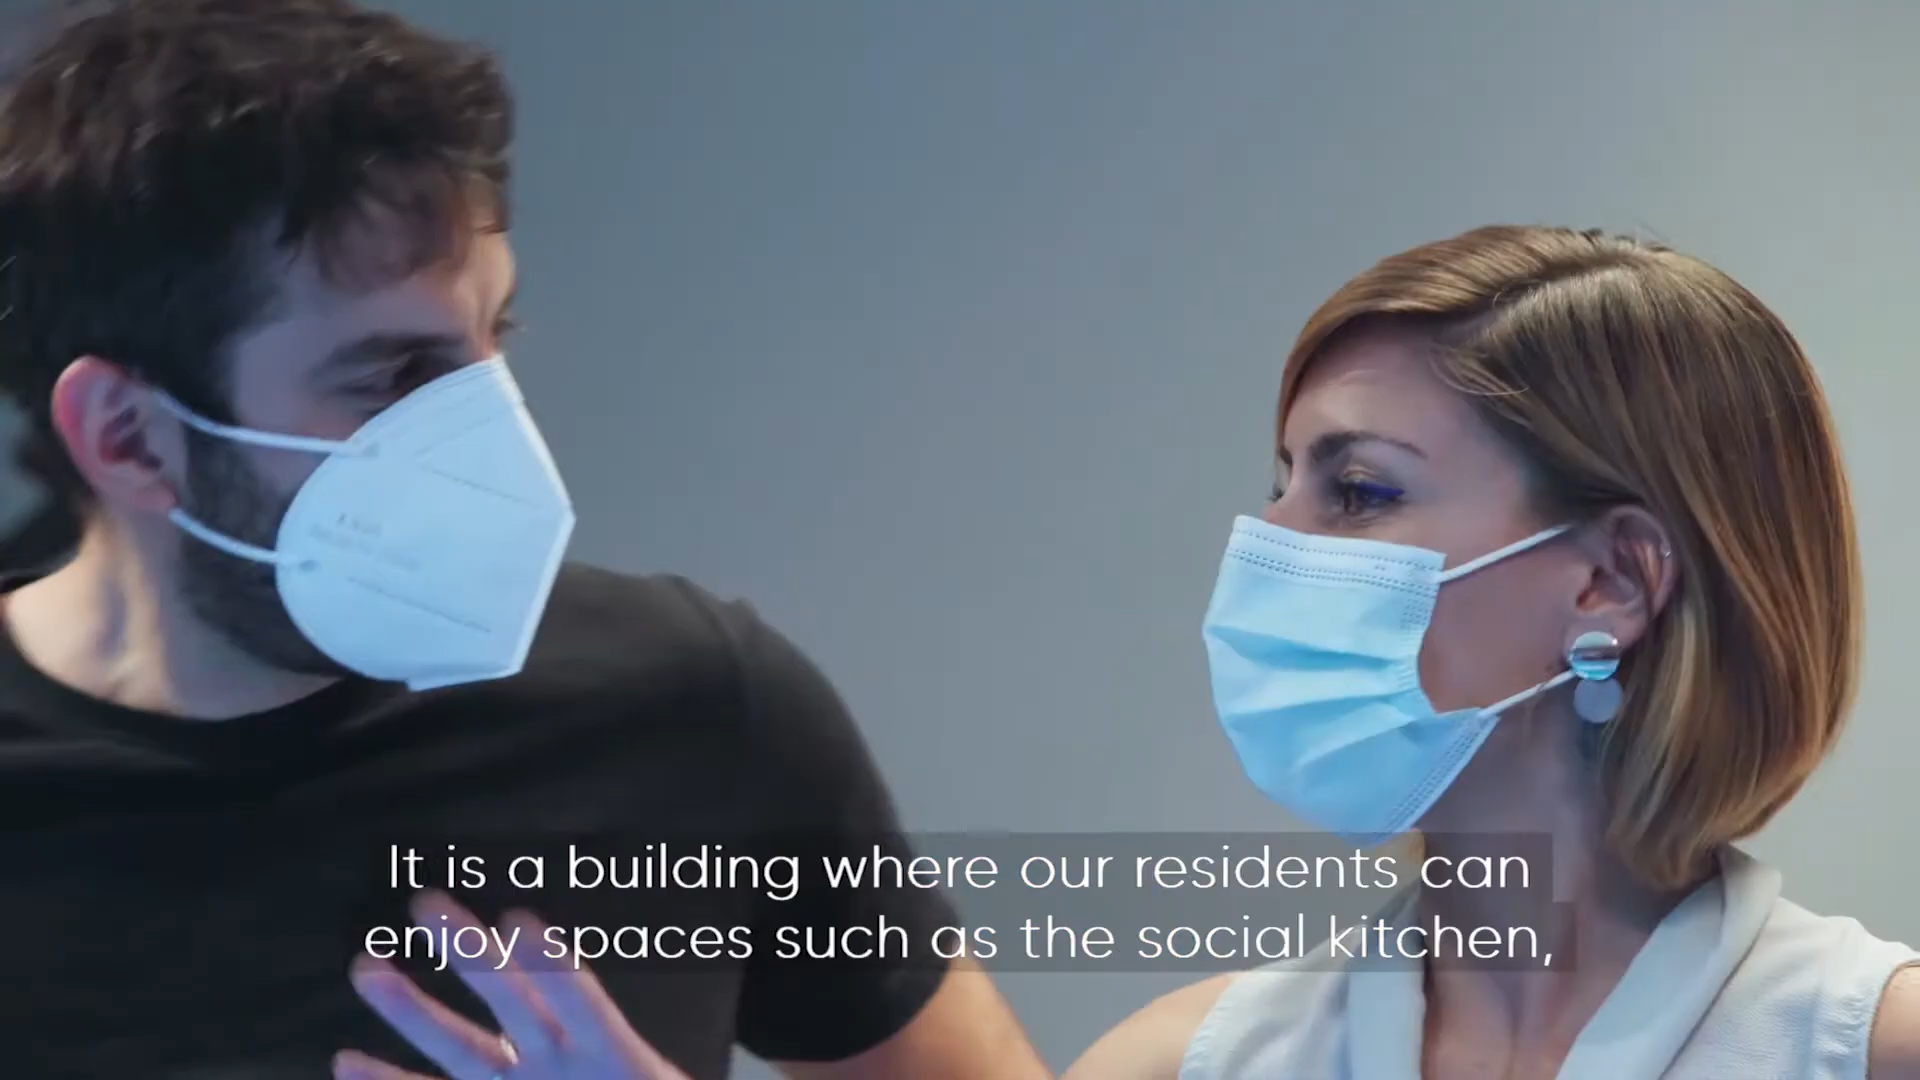 It is a building where our residents can
enjoy spaces such as the social kitchen,